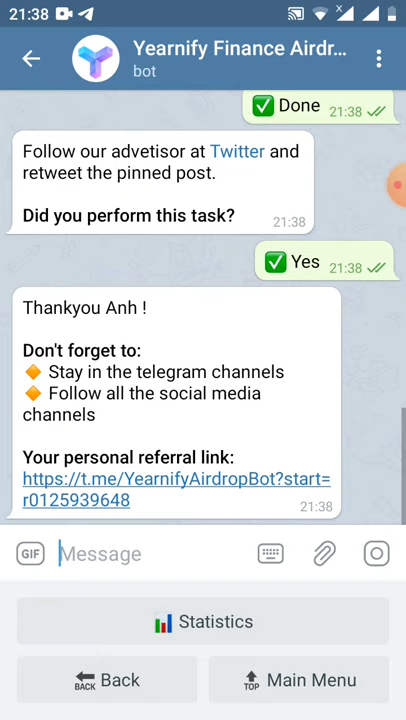 21:38
Yearnify Finance Airdr...
bot
✅ Done
21:38
Follow our advetisor at Twitter and
retweet the pinned post.
Did you perform this task?
21:38
✅ Yes
21:38
Thankyou Anh !
Don't forget to:
🔸 Stay in the telegram channels
🔸 Follow all the social media
channels
Your personal referral link:
https://t.me/YearnifyAirdropBot?start=
r0125939648
21:38
GIF
Message
📊 Statistics
🔙 Back
🔝 Main Menu